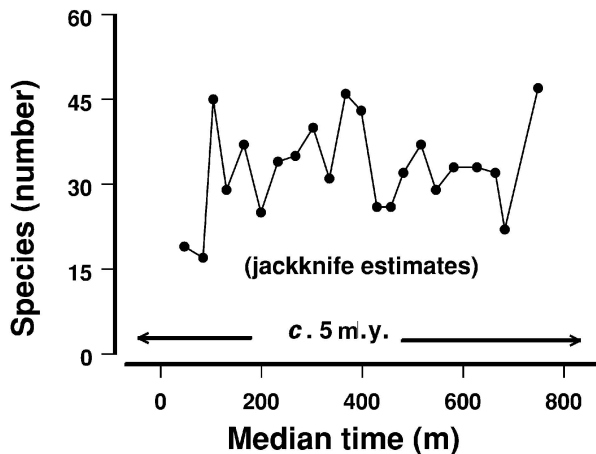 60
45
30
15
0
Species (number)
(jackknife estimates)
c. 5 m.y.
0 200 400 600 800
Median time (m)